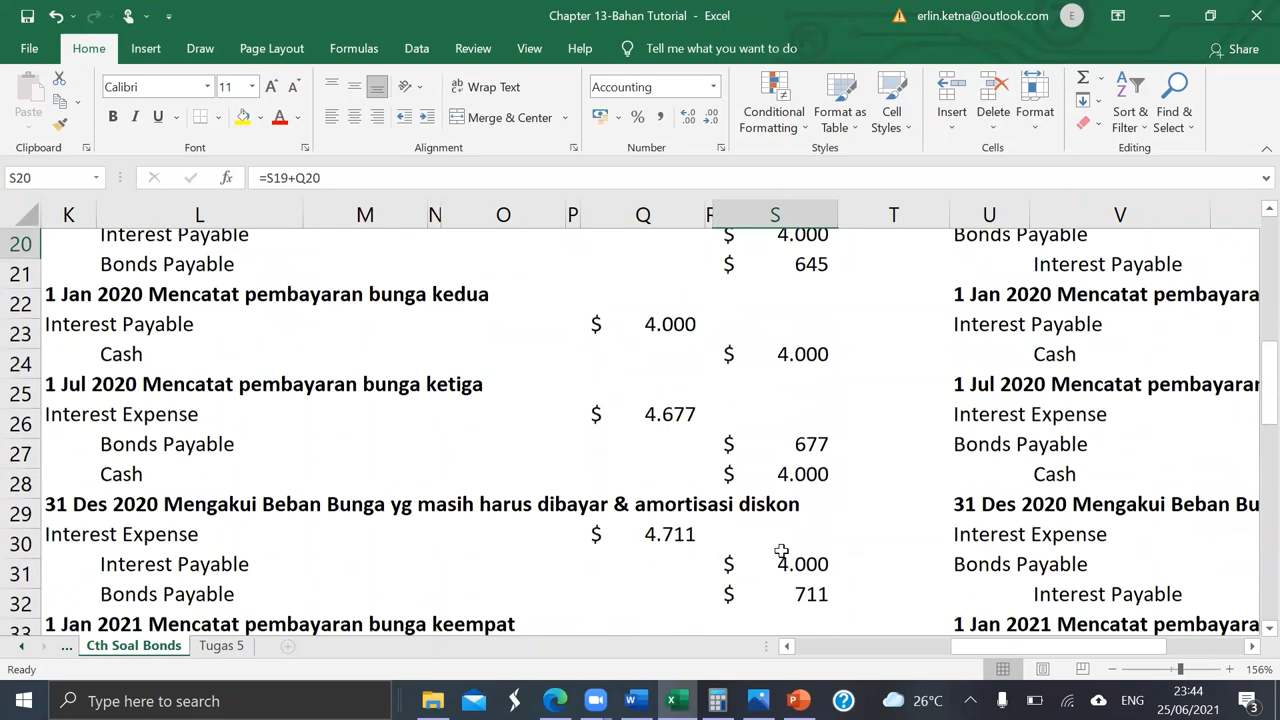 Chapter 13-Bahan Tutorial - Excel
erlin.ketna@outlook.com
E
File Home Insert Draw Page Layout Formulas Data Review View Help Tell me what you want to do Share
Paste
Calibri 11
B I U
Wrap Text
Merge & Center
Accounting
Conditional Formatting
Format as Table
Cell Styles
Insert Delete Format
Sort & Filter
Find & Select
Clipboard Font Alignment Number Styles Cells Editing
S20 fx =S19+Q20
K L M N O P Q S T U V
20 Interest Payable $ 4.000 Bonds Payable
21 Bonds Payable $ 645 Interest Payable
22 1 Jan 2020 Mencatat pembayaran bunga kedua 1 Jan 2020 Mencatat pembayara
23 Interest Payable $ 4.000 Interest Payable
24 Cash $ 4.000 Cash
25 1 Jul 2020 Mencatat pembayaran bunga ketiga 1 Jul 2020 Mencatat pembayaran
26 Interest Expense $ 4.677 Interest Expense
27 Bonds Payable $ 677 Bonds Payable
28 Cash $ 4.000 Cash
29 31 Des 2020 Mengakui Beban Bunga yg masih harus dibayar & amortisasi diskon 31 Des 2020 Mengakui Beban Bu
30 Interest Expense $ 4.711 Interest Expense
31 Interest Payable $ 4.000 Bonds Payable
32 Bonds Payable $ 711 Interest Payable
33 1 Jan 2021 Mencatat pembayaran bunga keempat 1 Jan 2021 Mencatat pembayara
... Cth Soal Bonds Tugas 5
Ready 156%
Type here to search
26°C
ENG
23:44
25/06/2021
3